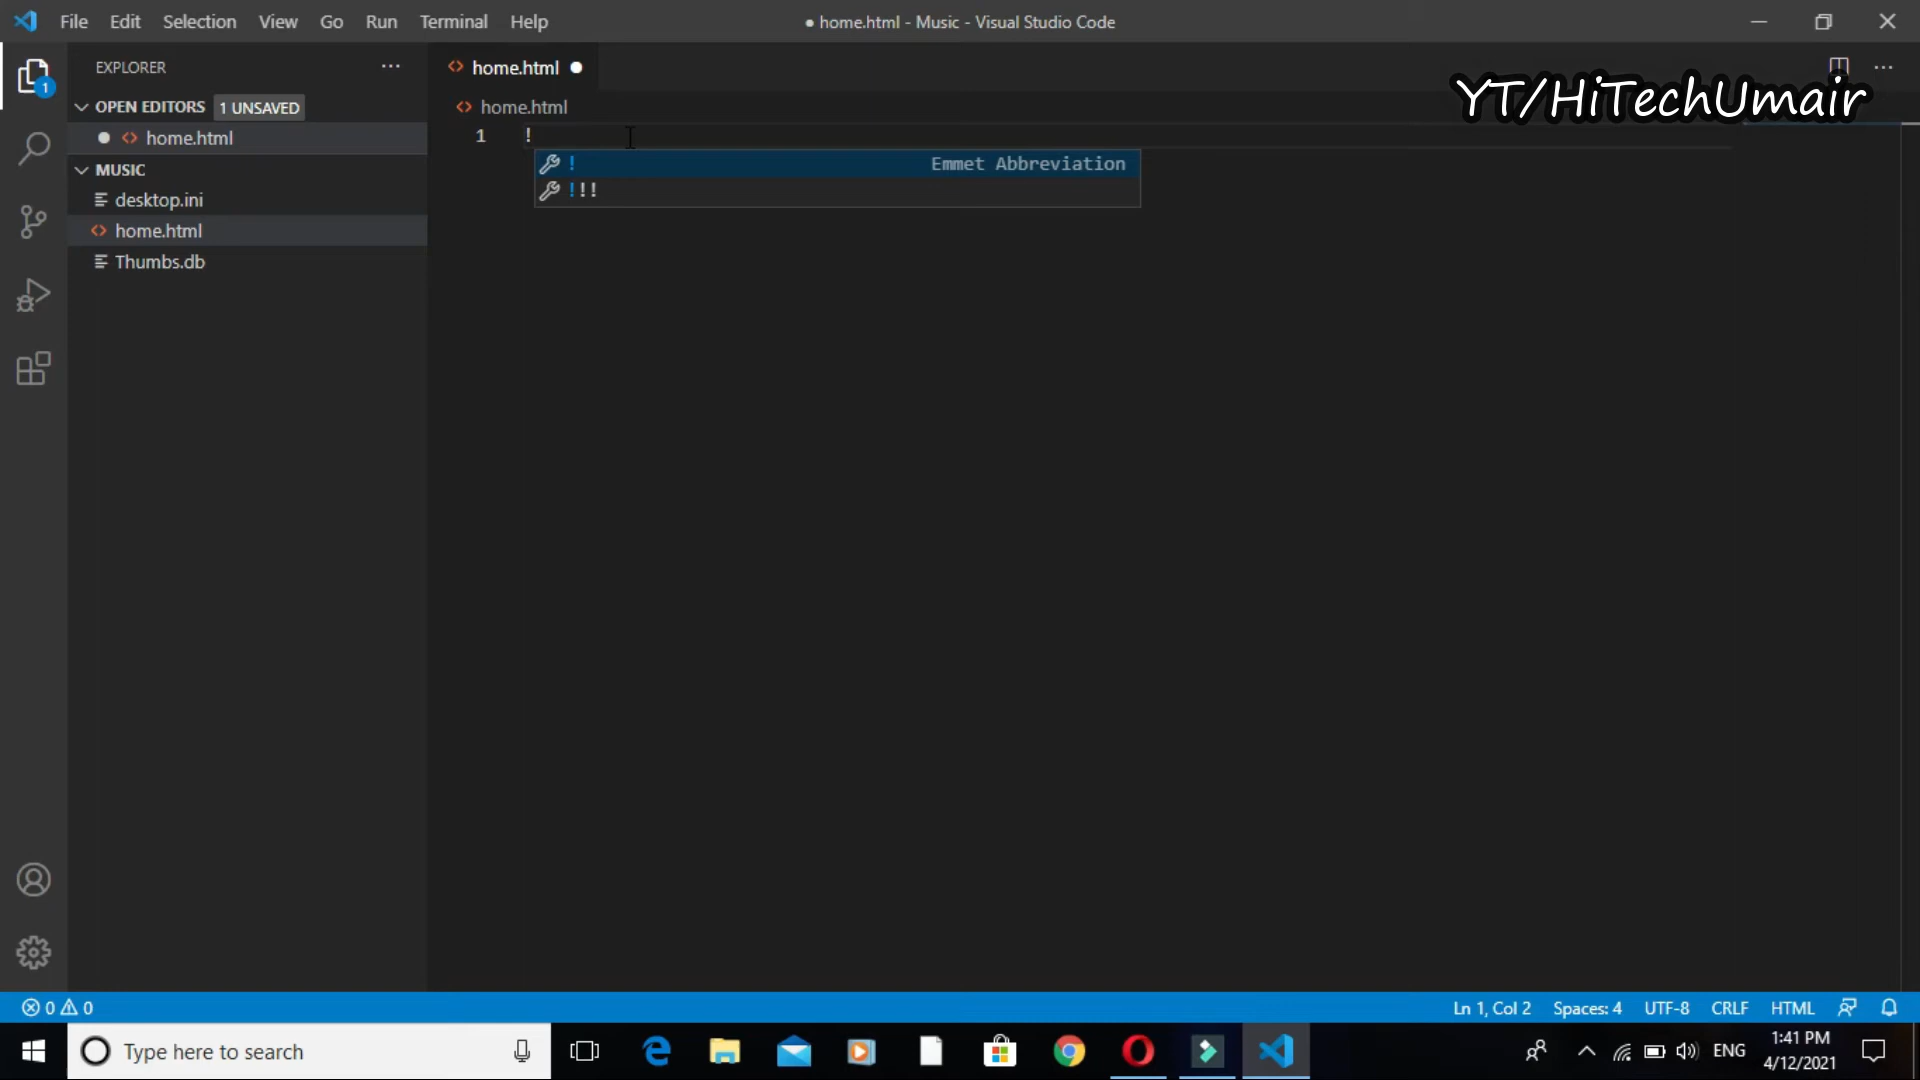 File Edit Selection View Go Run Terminal Help
● home.html - Music - Visual Studio Code
EXPLORER
home.html
YT/HiTechUmair
OPEN EDITORS 1 UNSAVED
home.html
home.html
1 !
! Emmet Abbreviation
!!!
MUSIC
desktop.ini
home.html
Thumbs.db
1
0 0
Ln 1, Col 2 Spaces: 4 UTF-8 CRLF HTML
Type here to search
ENG
1:41 PM
4/12/2021